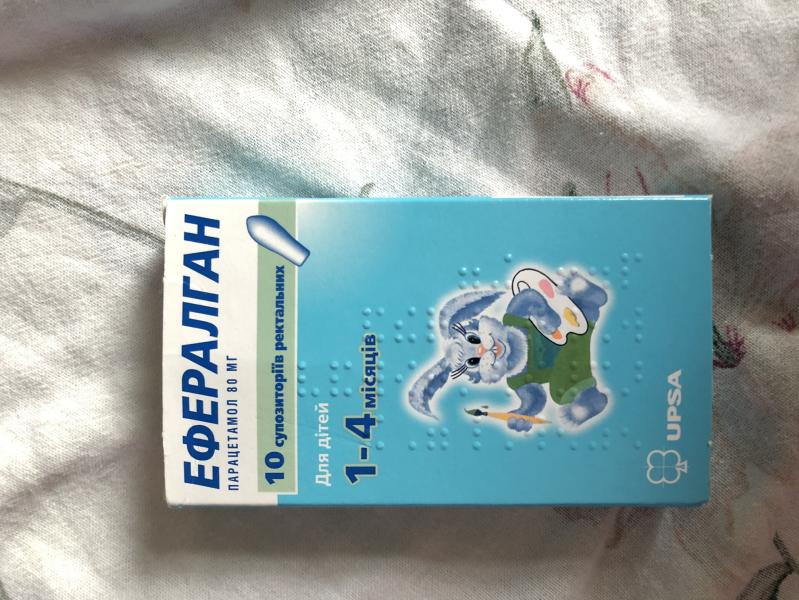 ЕФЕРАЛГАН
ПАРАЦЕТАМОЛ 80 МГ
10 супозиторіїв ректальних
Для дітей
1-4 місяців
UPSA